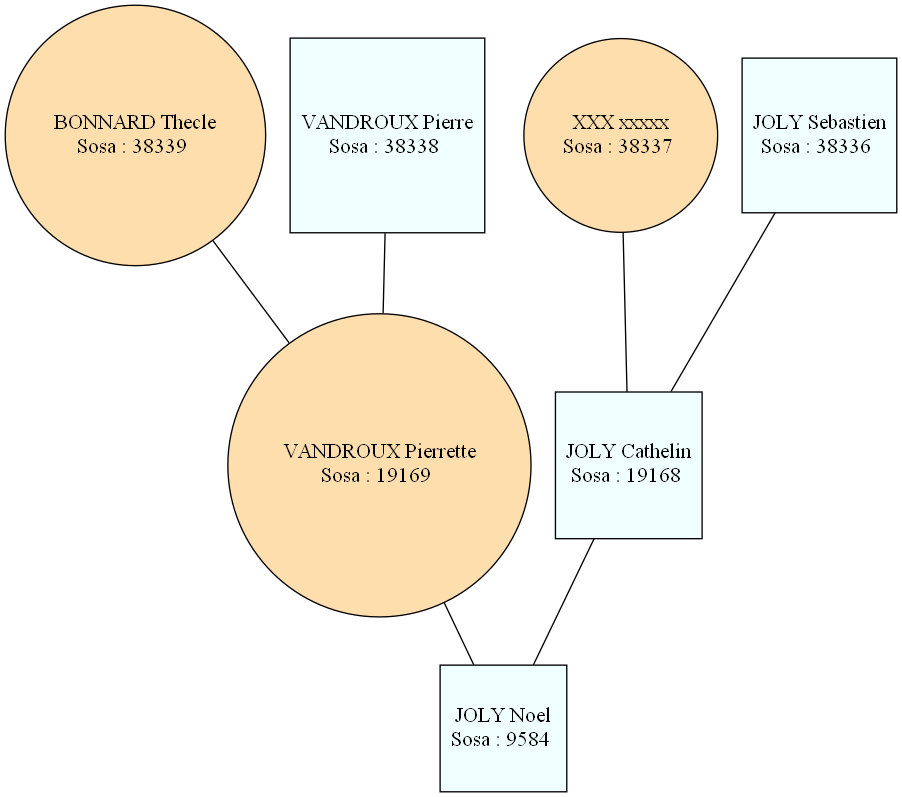 BONNARD Thecle
Sosa : 38339
VANDROUX Pierre
Sosa : 38338
XXX xxxxx
Sosa : 38337
JOLY Sebastien
Sosa : 38336
VANDROUX Pierrette
Sosa : 19169
JOLY Cathelin
Sosa : 19168
JOLY Noel
Sosa : 9584